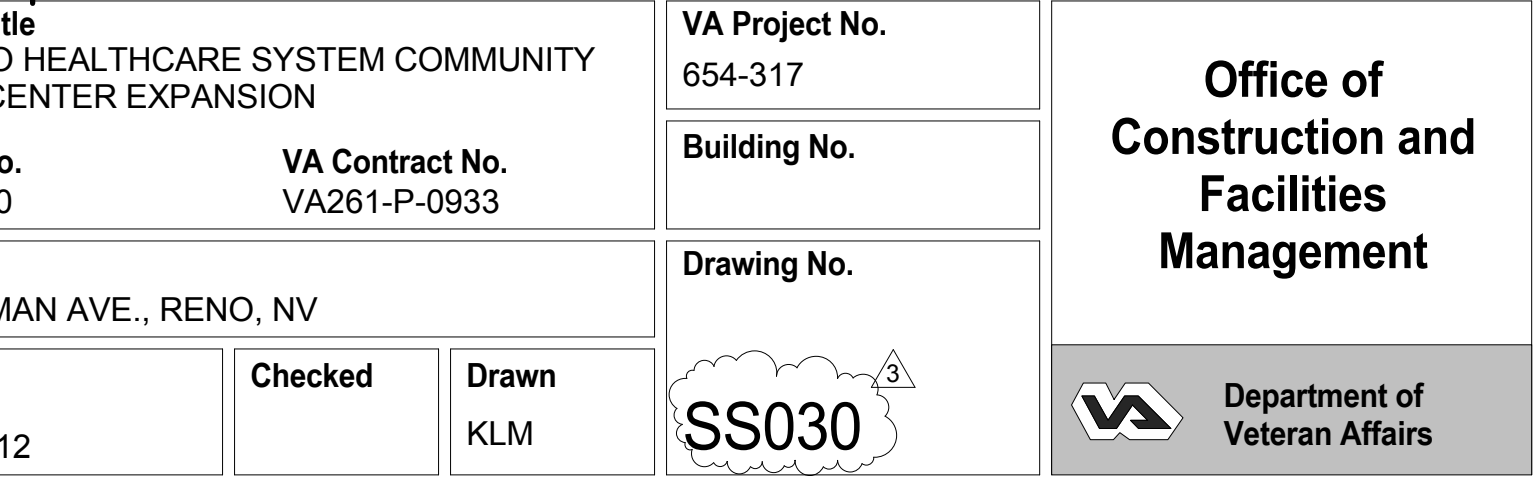 tle
HEALTHCARE SYSTEM COMMUNITY
CENTER EXPANSION
o.
VA Contract No.
0
VA261-P-0933
MAN AVE., RENO, NV
12
Checked
Drawn
KLM
VA Project No.
654-317
Building No.
Drawing No.
3
SS030
Office of
Construction and
Facilities
Management
VA
Department of
Veteran Affairs